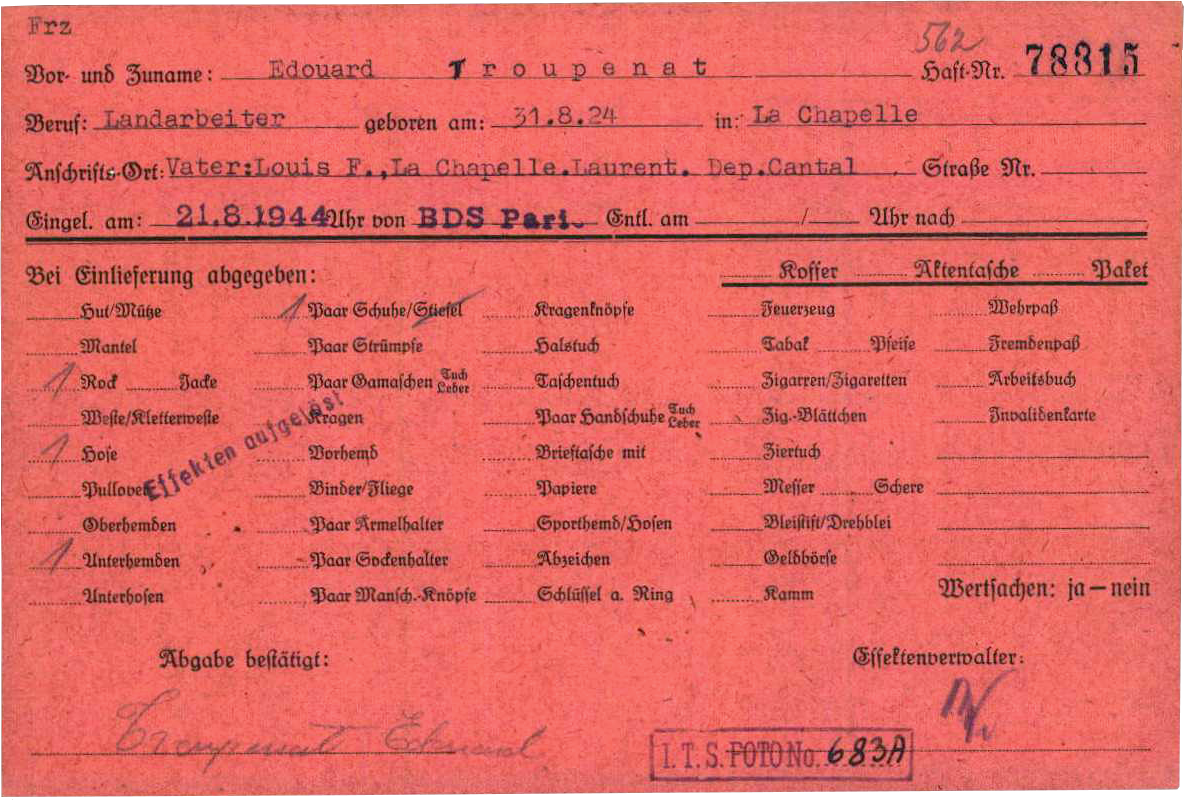 Frz
562
Vor- und Zuname: Edouard Troupenat Haft-Nr. 78315
Beruf: Landarbeiter geboren am: 31.8.24 in: La Chapelle
Anschrifts-Ort: Vater:Louis F.,La Chapelle.Laurent. Dep.Cantal Straße Nr.
Eingel. am: 21.8.1944 Uhr von BDS Pari. Entl. am / Uhr nach
Bei Einlieferung abgegeben: Koffer Aktentasche Paket
Hut/Mütze 1 Paar Schuhe/Stiefel Kragenknöpfe Feuerzeug Wehrpaß
Mantel Paar Strümpfe Halstuch Tabak Pfeife Fremdenpaß
1 Rock Jacke Paar Gamaschen Tuch Leder Taschentuch Zigarren/Zigaretten Arbeitsbuch
Weste/Kletterweste Kragen Paar Handschuhe Tuch Leder Zig.-Blättchen Invalidenkarte
1 Hose Vorhemd Brieftasche mit Ziertuch
Pullover Binder/Fliege Papiere Messer Schere
Effekten aufgelöst
Oberhemden Paar Ärmelhalter Sporthemd/Hosen Bleistift/Drehblei
1 Unterhemden Paar Sockenhalter Abzeichen Geldbörse
Unterhosen Paar Mansch.-Knöpfe Schlüssel a. Ring Kamm Wertsachen: ja — nein
Abgabe bestätigt: Effektenverwalter:
Troupenat Edouard
I.T.S. FOTO No. 683A